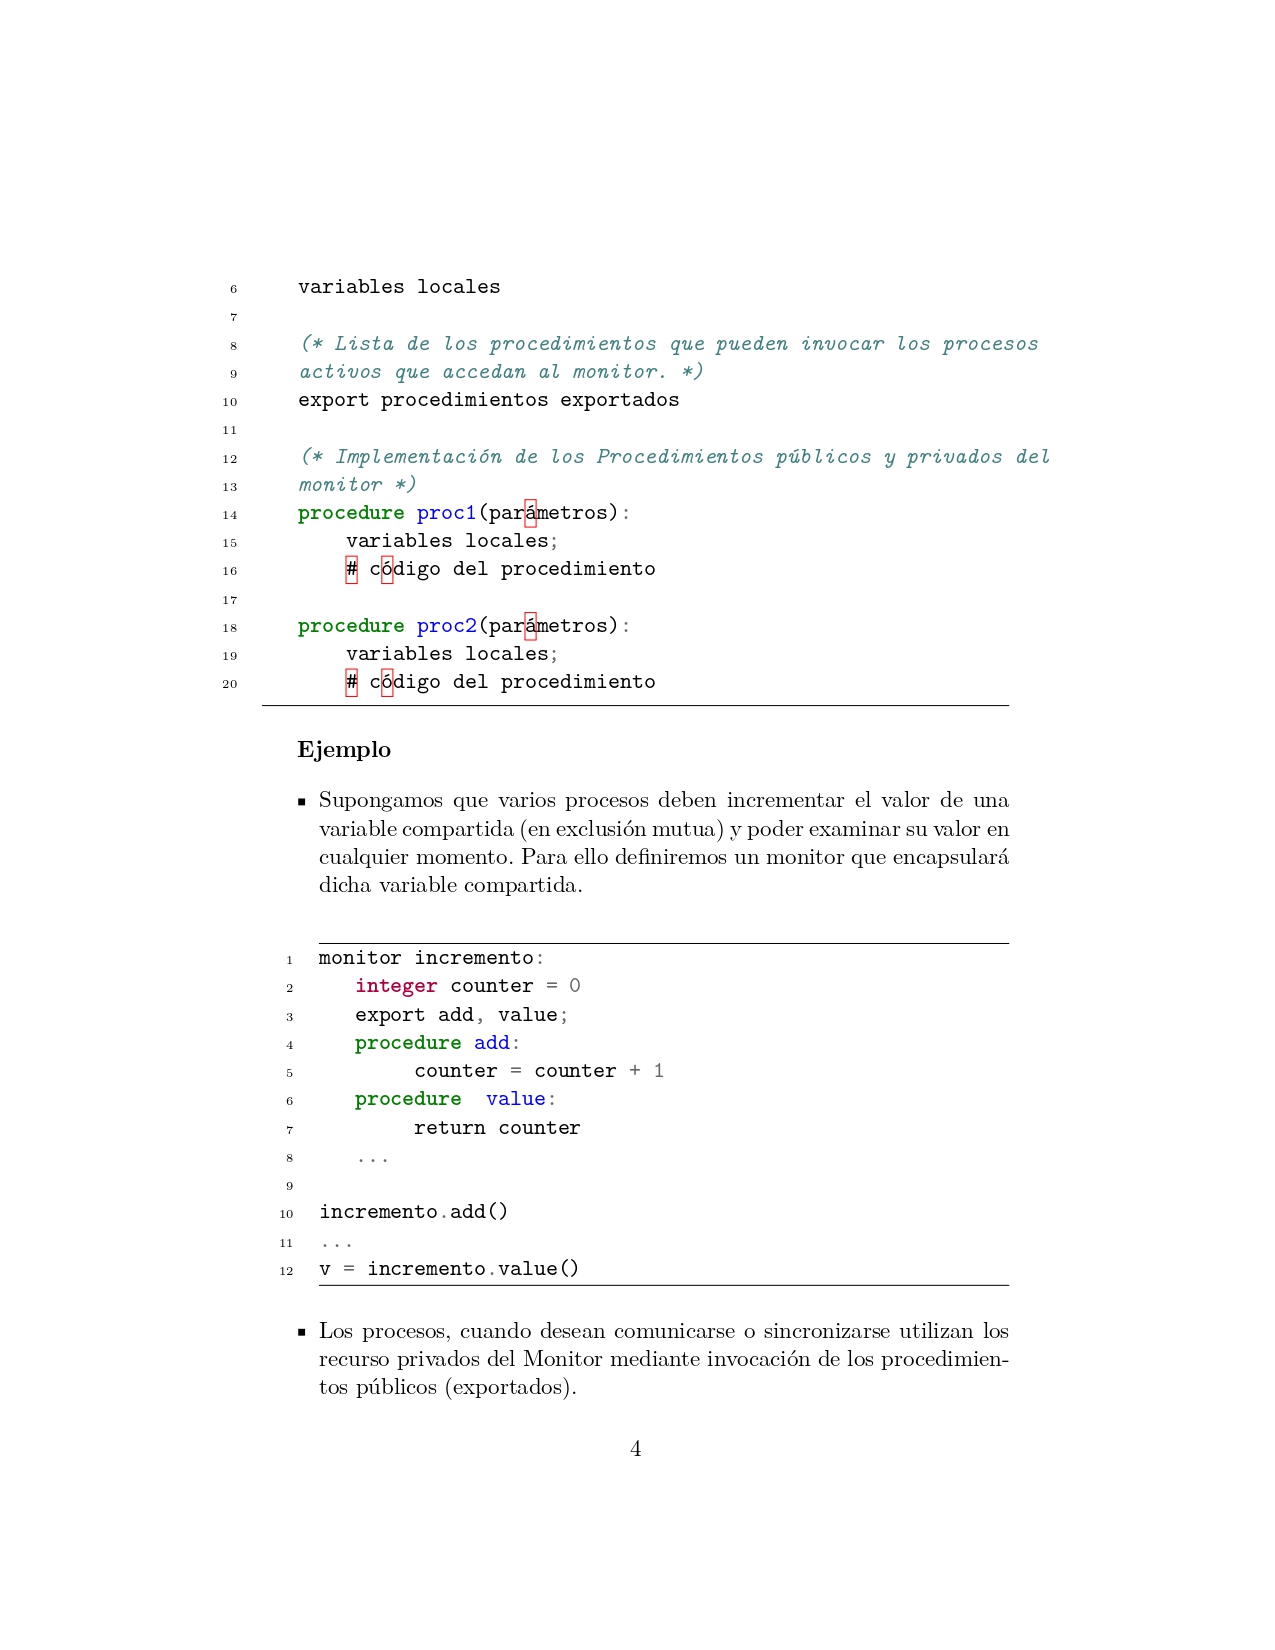 6 variables locales
7
8 (* Lista de los procedimientos que pueden invocar los procesos
9 activos que accedan al monitor. *)
10 export procedimientos exportados
11
12 (* Implementación de los Procedimientos públicos y privados del
13 monitor *)
14 procedure proc1(parámetros):
15 variables locales;
16 # código del procedimiento
17
18 procedure proc2(parámetros):
19 variables locales;
20 # código del procedimiento
Ejemplo
▪ Supongamos que varios procesos deben incrementar el valor de una
variable compartida (en exclusión mutua) y poder examinar su valor en
cualquier momento. Para ello definiremos un monitor que encapsulará
dicha variable compartida.
1 monitor incremento:
2 integer counter = 0
3 export add, value;
4 procedure add:
5 counter = counter + 1
6 procedure value:
7 return counter
8 ...
9
10 incremento.add()
11 ...
12 v = incremento.value()
▪ Los procesos, cuando desean comunicarse o sincronizarse utilizan los
recurso privados del Monitor mediante invocación de los procedimien-
tos públicos (exportados).
4